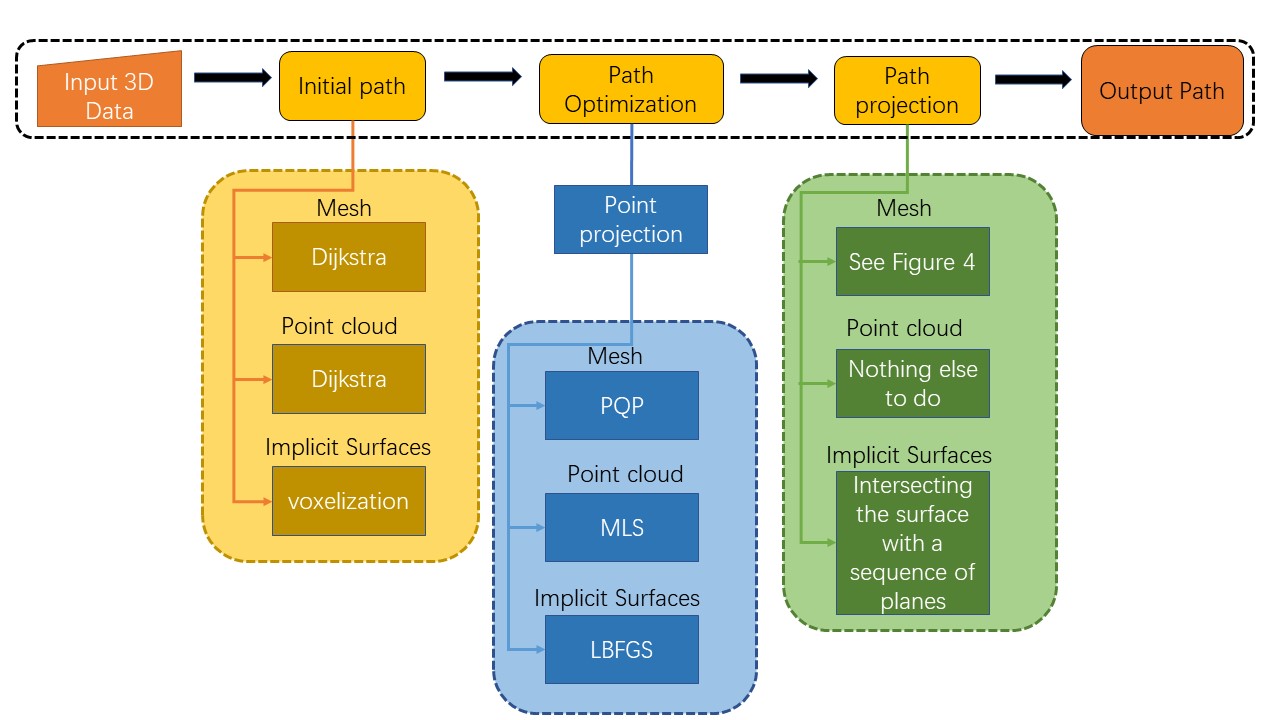 Input 3D
Data
Initial path
Path
Optimization
Path
projection
Output Path
Mesh
Dijkstra
Point cloud
Dijkstra
Implicit Surfaces
voxelization
Point
projection
Mesh
PQP
Point cloud
MLS
Implicit Surfaces
LBFGS
Mesh
See Figure 4
Point cloud
Nothing else
to do
Implicit Surfaces
Intersecting
the surface
with a
sequence of
planes